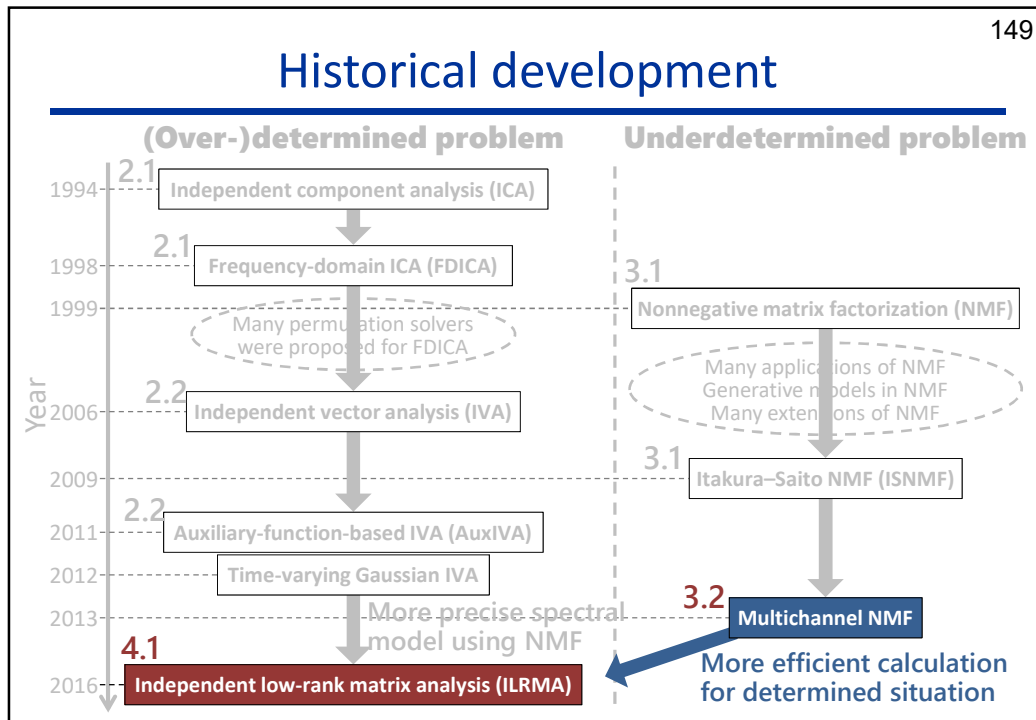 149
Historical development
(Over-)determined problem
Underdetermined problem
Year
2.1
1994
Independent component analysis (ICA)
2.1
1998
Frequency-domain ICA (FDICA)
3.1
1999
Nonnegative matrix factorization (NMF)
Many permutation solvers
were proposed for FDICA
Many applications of NMF
Generative models in NMF
Many extensions of NMF
2.2
2006
Independent vector analysis (IVA)
3.1
2009
Itakura–Saito NMF (ISNMF)
2.2
2011
Auxiliary-function-based IVA (AuxIVA)
2012
Time-varying Gaussian IVA
3.2
2013
Multichannel NMF
More precise spectral
model using NMF
4.1
2016
Independent low-rank matrix analysis (ILRMA)
More efficient calculation
for determined situation